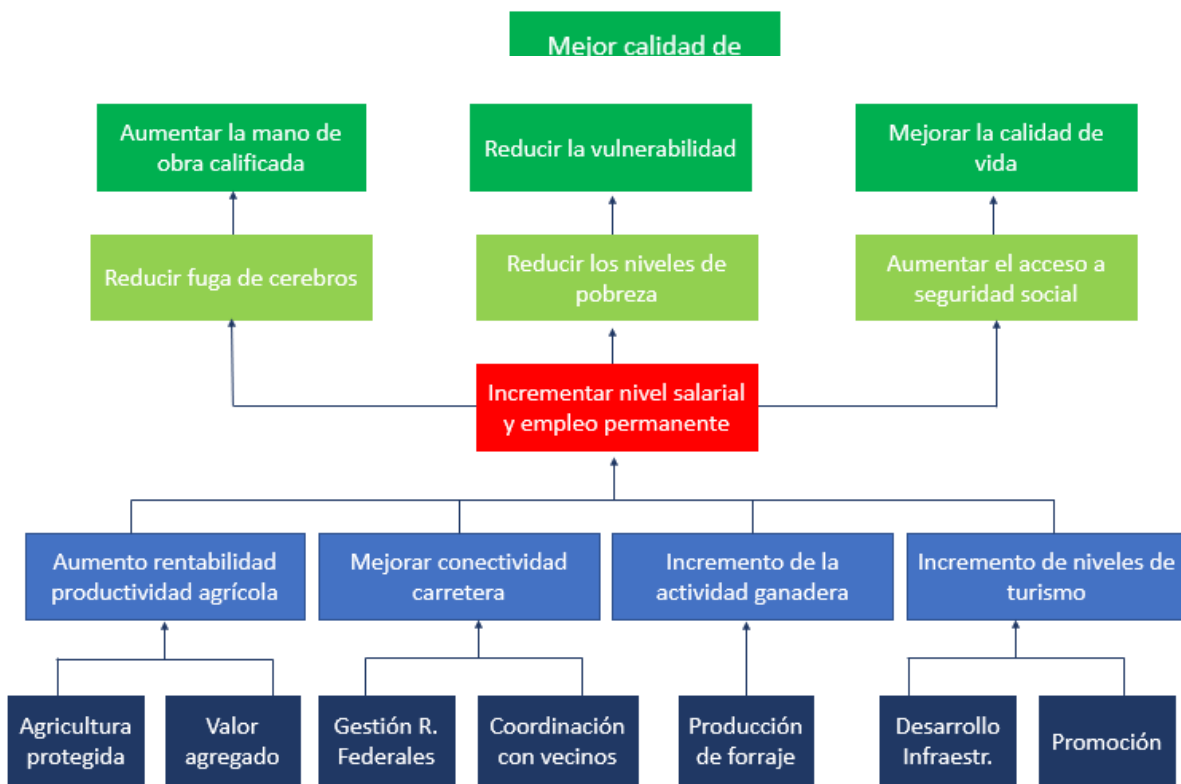 Mejor calidad de
Aumentar la mano de
obra calificada
Reducir la vulnerabilidad
Mejorar la calidad de
vida
Reducir fuga de cerebros
Reducir los niveles de
pobreza
Aumentar el acceso a
seguridad social
Incrementar nivel salarial
y empleo permanente
Aumento rentabilidad
productividad agrícola
Mejorar conectividad
carretera
Incremento de la
actividad ganadera
Incremento de niveles de
turismo
Agricultura
protegida
Valor
agregado
Gestión R.
Federales
Coordinación
con vecinos
Producción
de forraje
Desarrollo
Infraestr.
Promoción